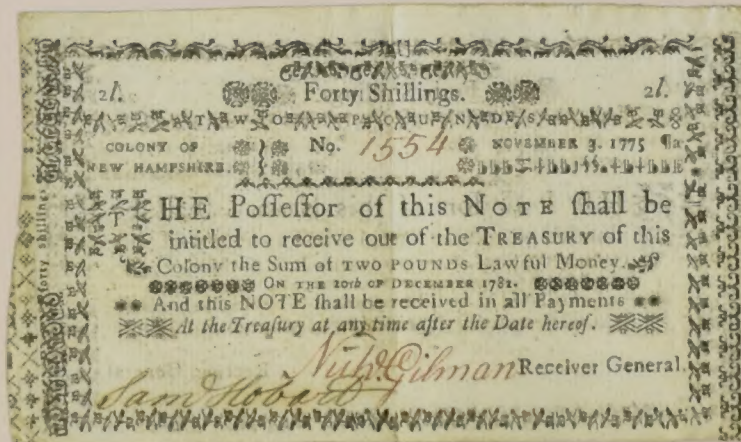 Forty Shillings.
2l. 2l.
T W O P O U N D S
COLONY OF
NEW HAMPSHIRE.
No. 1554
NOVEMBER 3. 1775
THE Poſſeſſor of this NOTE ſhall be
intitled to receive out of the TREASURY of this
Colony the Sum of TWO POUNDS Lawful Money.
ON THE 20th OF DECEMBER 1782.
And this NOTE ſhall be received in all Payments
At the Treaſury at any time after the Date hereof.
Gilman Receiver General.
Sam Hobart
forty shillings